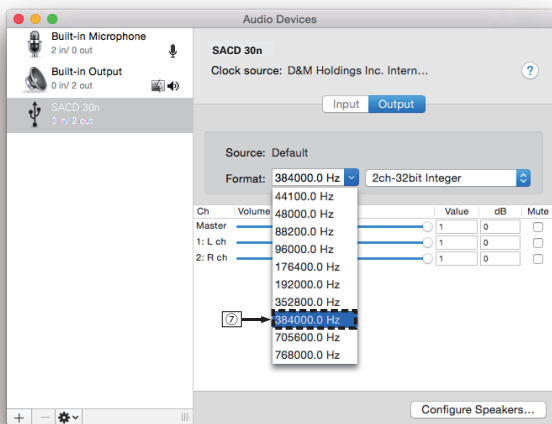 Audio Devices
Built-in Microphone
2 in/ 0 out
Built-in Output
0 in/ 2 out
SACD 30n
0 in/ 2 out
SACD 30n
Clock source: D&M Holdings Inc. Intern...
?
Input Output
Source: Default
Format: 384000.0 Hz 2ch-32bit Integer
44100.0 Hz
48000.0 Hz
88200.0 Hz
96000.0 Hz
176400.0 Hz
192000.0 Hz
352800.0 Hz
⑦ 384000.0 Hz
705600.0 Hz
768000.0 Hz
Ch Volume Value dB Mute
Master 1 0
1: L ch 1 0
2: R ch 1 0
Configure Speakers...